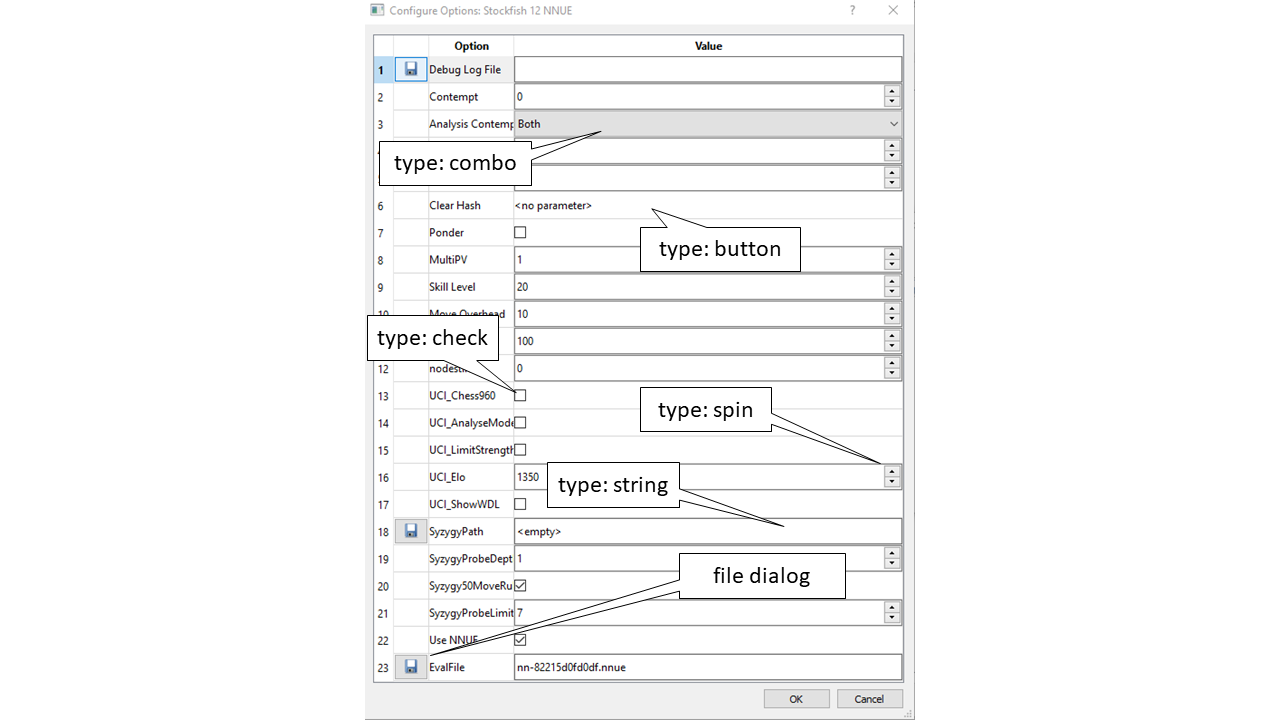 Configure Options: Stockfish 12 NNUE ?
Option Value
1 Debug Log File
2 Contempt 0
3 Analysis Contemp Both
type: combo
6 Clear Hash <no parameter>
7 Ponder
type: button
8 MultiPV 1
9 Skill Level 20
10 Move Overhead 10
type: check
100
12 nodest 0
13 UCI_Chess960
type: spin
14 UCI_AnalyseMode
15 UCI_LimitStrength
16 UCI_Elo 1350
type: string
17 UCI_ShowWDL
18 SyzygyPath <empty>
19 SyzygyProbeDept 1
file dialog
20 Syzygy50MoveRu
21 SyzygyProbeLimit 7
22 Use NNUE
23 EvalFile nn-82215d0fd0df.nnue
OK Cancel